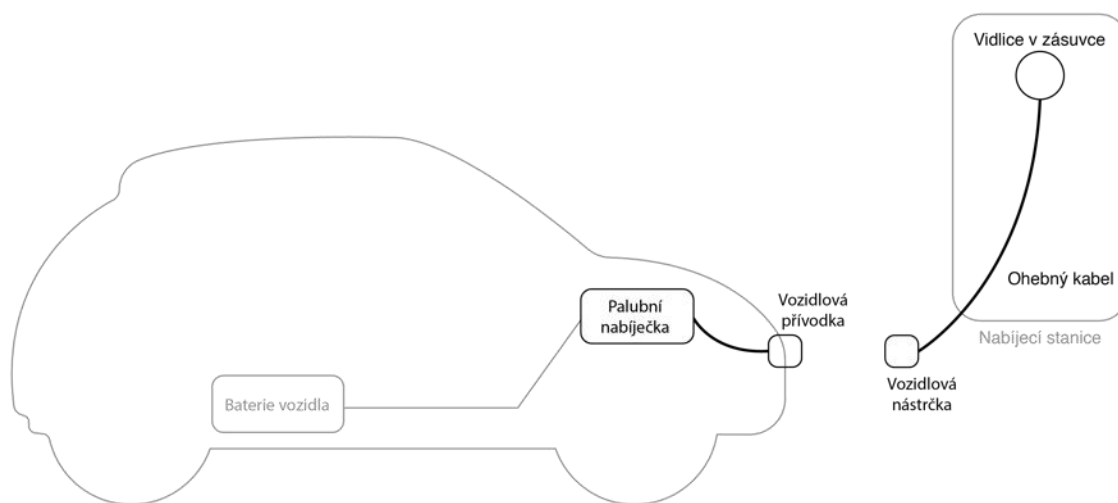 Vidlice v zásuvce
Ohebný kabel
Nabíjecí stanice
Vozidlová
nástrčka
Vozidlová
přívodka
Palubní
nabíječka
Baterie vozidla